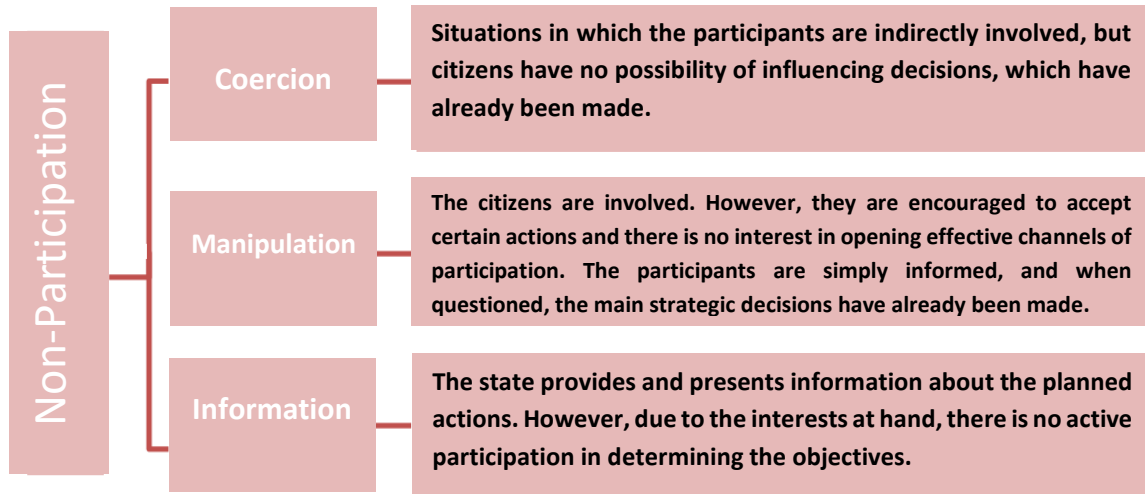 Non-Participation
Coercion
Situations in which the participants are indirectly involved, but
citizens have no possibility of influencing decisions, which have
already been made.
Manipulation
The citizens are involved. However, they are encouraged to accept
certain actions and there is no interest in opening effective channels of
participation. The participants are simply informed, and when
questioned, the main strategic decisions have already been made.
Information
The state provides and presents information about the planned
actions. However, due to the interests at hand, there is no active
participation in determining the objectives.